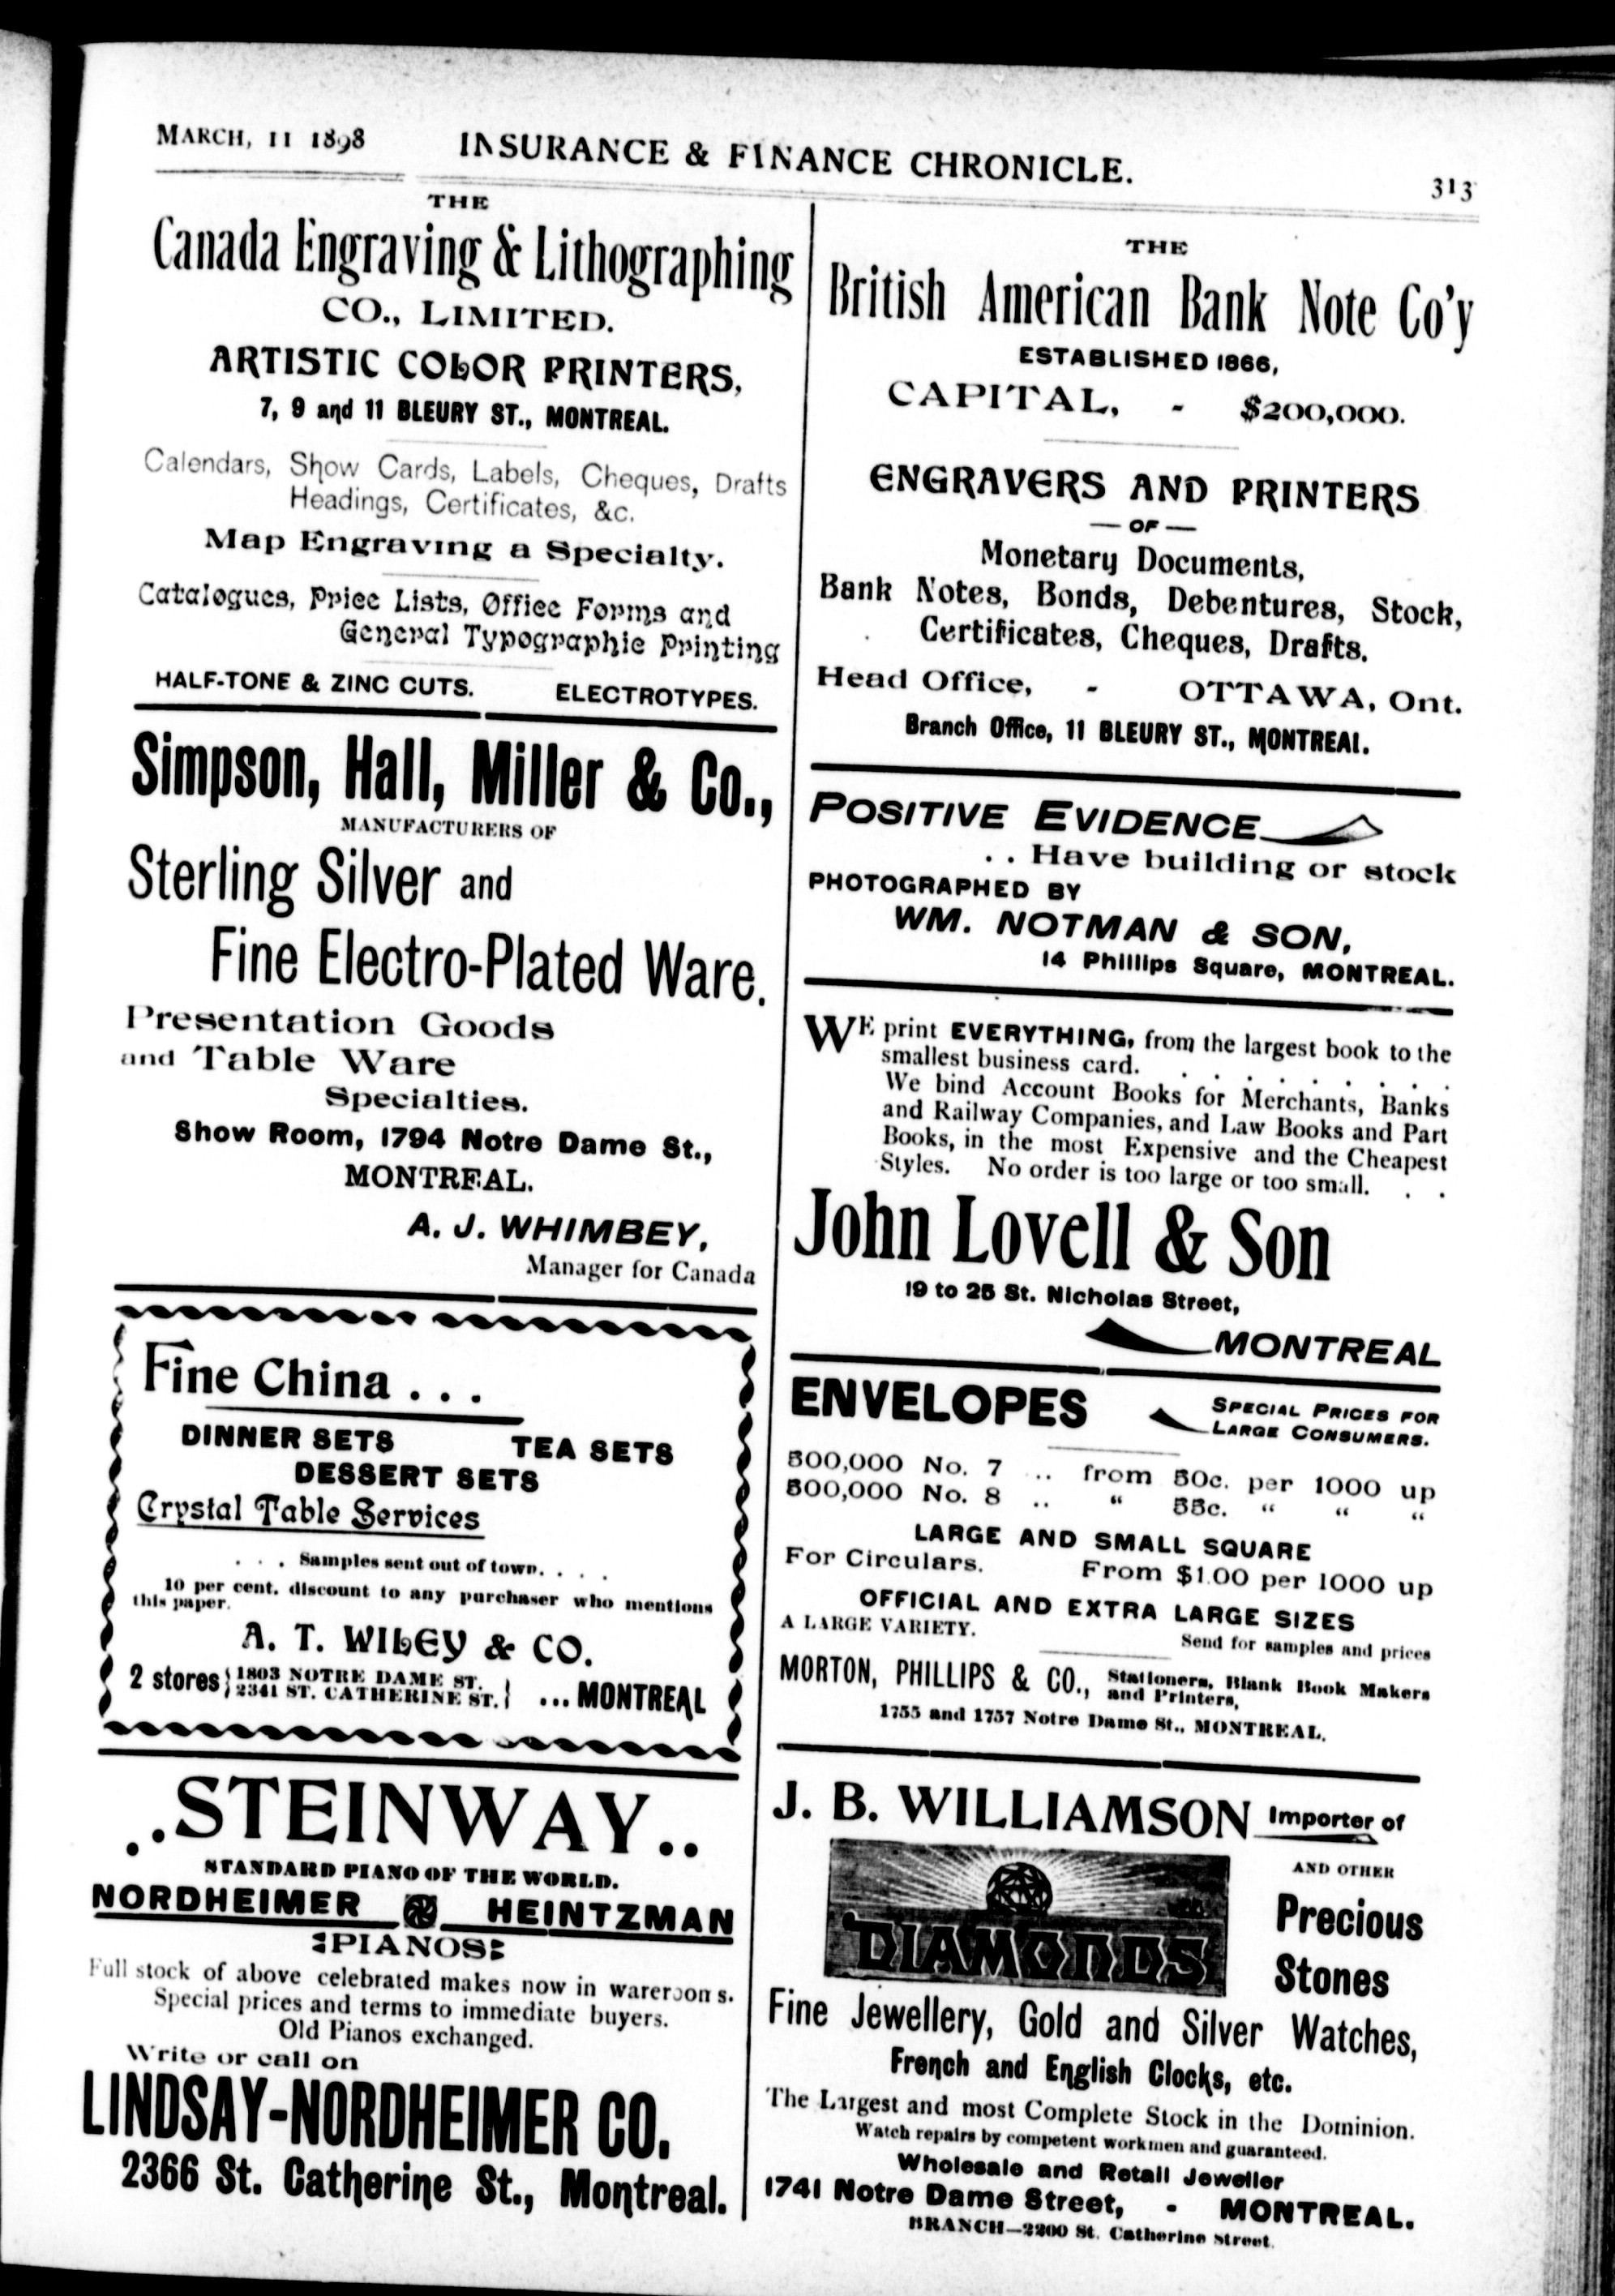 MARCH, 11 1898 INSURANCE & FINANCE CHRONICLE. 313
THE
Canada Engraving & Lithographing
CO., LIMITED.
ARTISTIC COLOR PRINTERS,
7, 9 and 11 BLEURY ST., MONTREAL.
Calendars, Show Cards, Labels, Cheques, Drafts
Headings, Certificates, &c.
Map Engraving a Specialty.
Catalogues, Price Lists, Office Forms and
General Typographic Printing
HALF-TONE & ZINC CUTS. ELECTROTYPES.
Simpson, Hall, Miller & Co.,
MANUFACTURERS OF
Sterling Silver and
Fine Electro-Plated Ware.
Presentation Goods
and Table Ware
Specialties.
Show Room, 1794 Notre Dame St.,
MONTREAL.
A. J. WHIMBEY,
Manager for Canada
Fine China . . .
DINNER SETS TEA SETS
DESSERT SETS
Crystal Table Services
. . . Samples sent out of town. . . .
10 per cent. discount to any purchaser who mentions
this paper.
A. T. WILEY & CO.
2 stores { 1803 NOTRE DAME ST.
2341 ST. CATHERINE ST. } ... MONTREAL
..STEINWAY..
STANDARD PIANO OF THE WORLD.
NORDHEIMER HEINTZMAN
PIANOS
Full stock of above celebrated makes now in warerooms.
Special prices and terms to immediate buyers.
Old Pianos exchanged.
Write or call on
LINDSAY-NORDHEIMER CO.
2366 St. Catherine St., Montreal.
THE
British American Bank Note Co'y
ESTABLISHED 1866,
CAPITAL, - $200,000.
ENGRAVERS AND PRINTERS
— OF —
Monetary Documents,
Bank Notes, Bonds, Debentures, Stock,
Certificates, Cheques, Drafts.
Head Office, - OTTAWA, Ont.
Branch Office, 11 BLEURY ST., MONTREAL.
POSITIVE EVIDENCE
. . Have building or stock
PHOTOGRAPHED BY
WM. NOTMAN & SON,
14 Phillips Square, MONTREAL.
WE print EVERYTHING, from the largest book to the
smallest business card. . . . . . . . . .
We bind Account Books for Merchants, Banks
and Railway Companies, and Law Books and Part
Books, in the most Expensive and the Cheapest
Styles. No order is too large or too small. . .
John Lovell & Son
19 to 25 St. Nicholas Street,
MONTREAL
ENVELOPES SPECIAL PRICES FOR
LARGE CONSUMERS.
500,000 No. 7 .. from 50c. per 1000 up
500,000 No. 8 .. " 55c. " " "
LARGE AND SMALL SQUARE
For Circulars. From $1.00 per 1000 up
OFFICIAL AND EXTRA LARGE SIZES
A LARGE VARIETY. Send for samples and prices
MORTON, PHILLIPS & CO., Stationers, Blank Book Makers
and Printers,
1755 and 1757 Notre Dame St., MONTREAL.
J. B. WILLIAMSON Importer of
DIAMONDS
AND OTHER
Precious
Stones
Fine Jewellery, Gold and Silver Watches,
French and English Clocks, etc.
The Largest and most Complete Stock in the Dominion.
Watch repairs by competent workmen and guaranteed.
Wholesale and Retail Jeweller
1741 Notre Dame Street, - MONTREAL.
BRANCH—2200 St. Catherine Street.